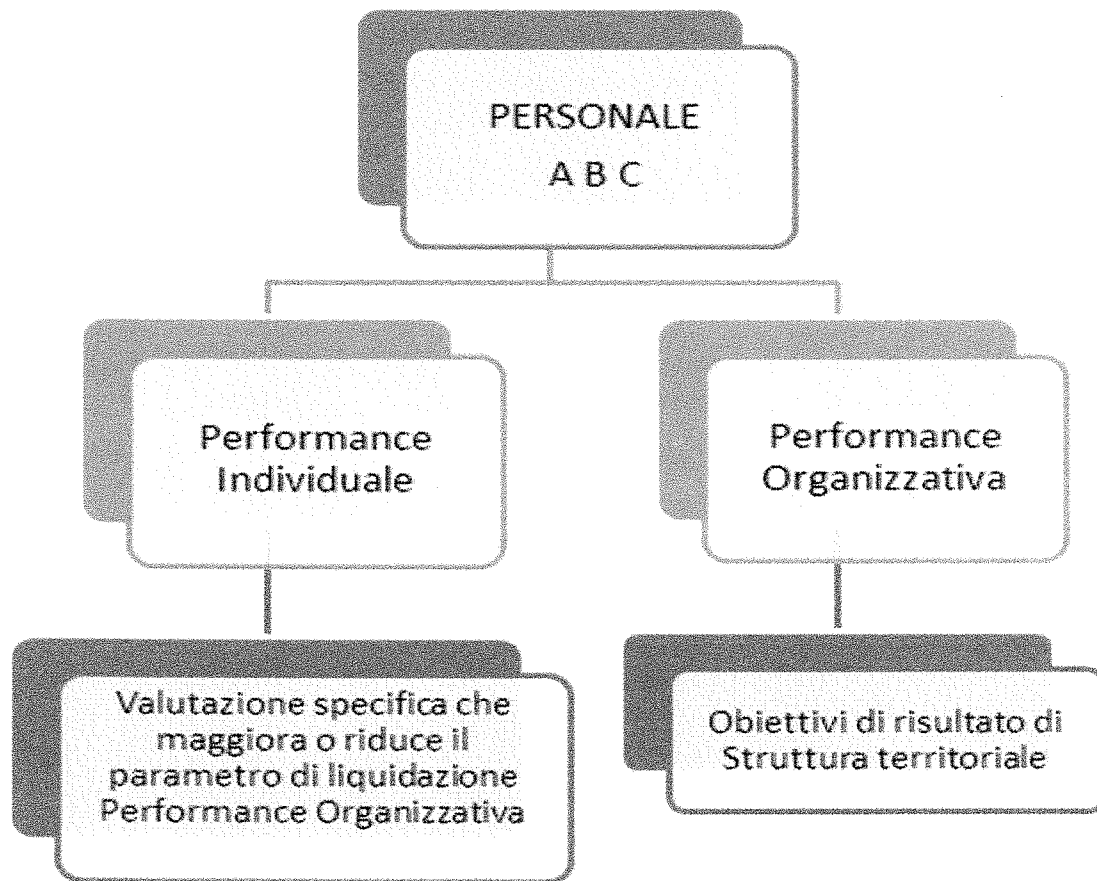 PERSONALE
A B C
Performance
Individuale
Performance
Organizzativa
Valutazione specifica che
maggiora o riduce il
parametro di liquidazione
Performance Organizzativa
Obiettivi di risultato di
Struttura territoriale